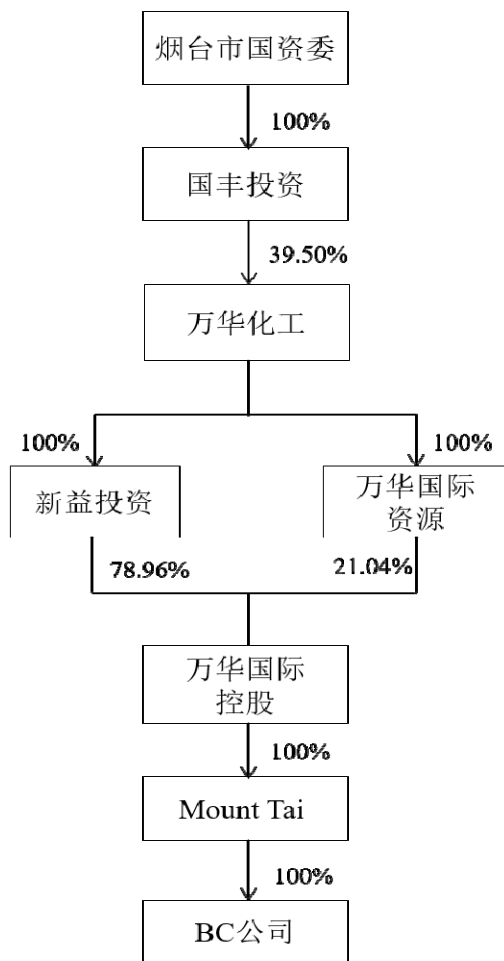 烟台市国资委
100%
国丰投资
39.50%
万华化工
100%
100%
新益投资
万华国际
资源
78.96%
21.04%
万华国际
控股
100%
Mount Tai
100%
BC公司